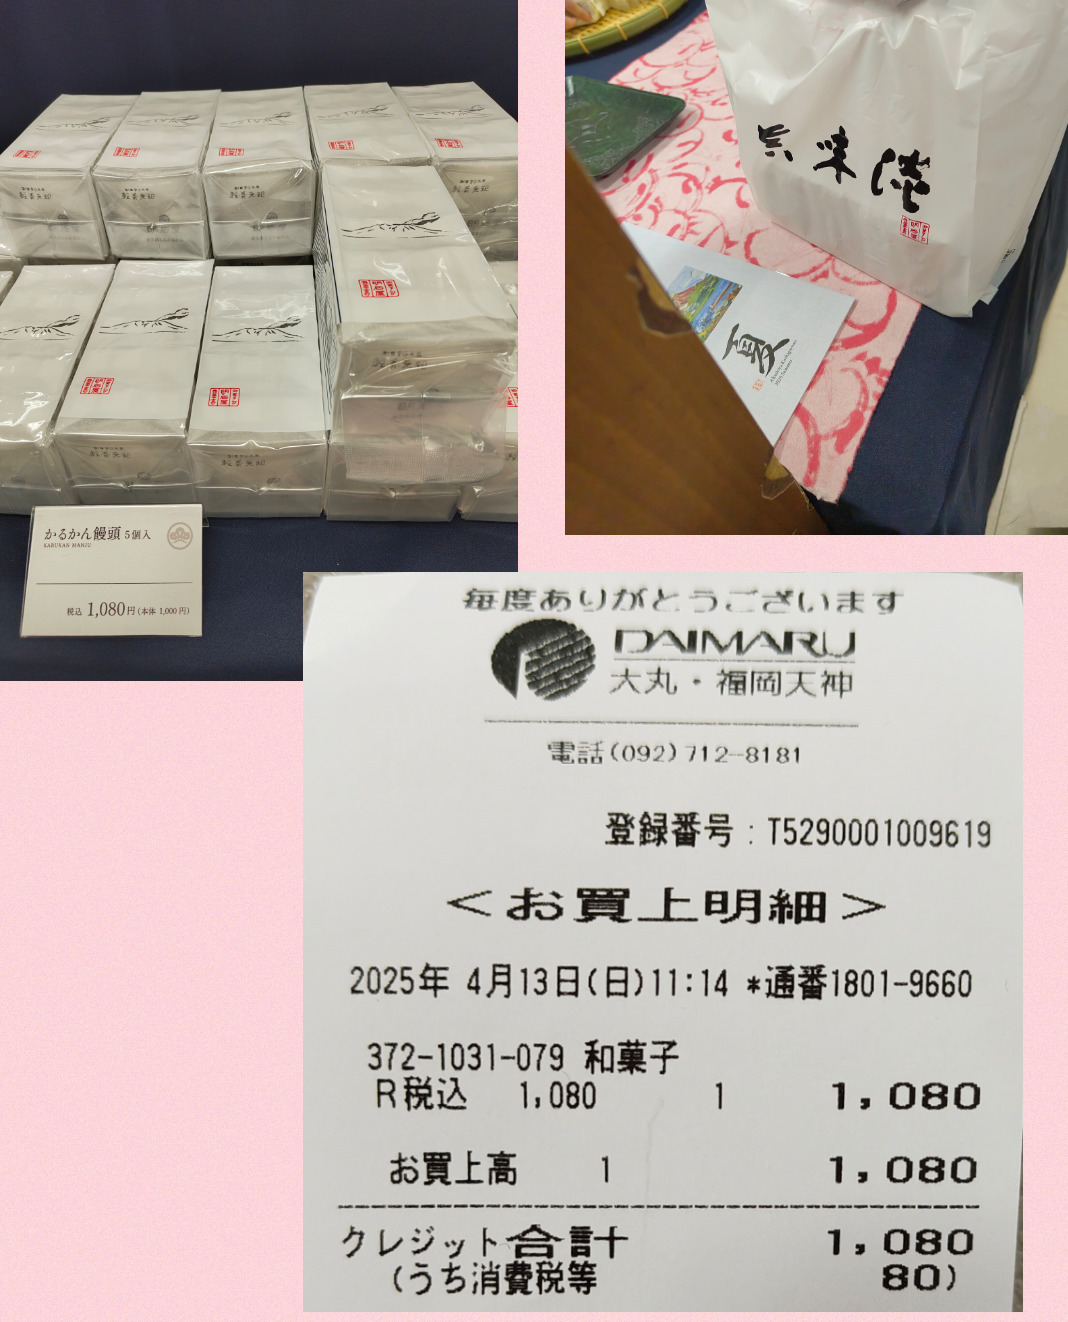 かるかん饅頭 5個入
KARUKAN MANJU
税込 1,080円(本体 1,000円)
夏
毎度ありがとうございます
DAIMARU
大丸・福岡天神
電話(092)712-8181
登録番号:T5290001009619
<お買上明細>
2025年 4月13日(日)11:14 *通番1801-9660
372-1031-079 和菓子
R税込 1,080 1 1,080
お買上高 1 1,080
クレジット合計 1,080
(うち消費税等 80)